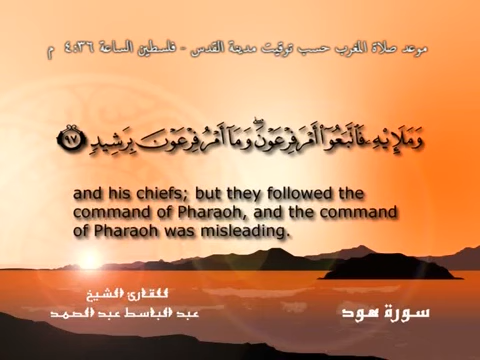 موعد صلاة المغرب حسب توقيت مدينة القدس - فلسطين الساعة ٤:٣٦ م
وَمَلَإِيْهِۦ فَٱتَّبَعُوٓا۟ أَمْرَ فِرْعَوْنَ ۖ وَمَآ أَمْرُ فِرْعَوْنَ بِرَشِيدٍ ٩٧
and his chiefs; but they followed the
command of Pharaoh, and the command
of Pharaoh was misleading.
للقارئ الشيخ
عبد الباسط عبد الصمد
سورة هود